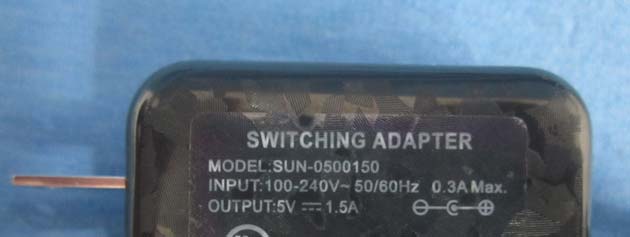 SWITCHING ADAPTER
MODEL:SUN-0500150
INPUT:100-240V~ 50/60Hz 0.3A Max.
OUTPUT:5V ⎓ 1.5A